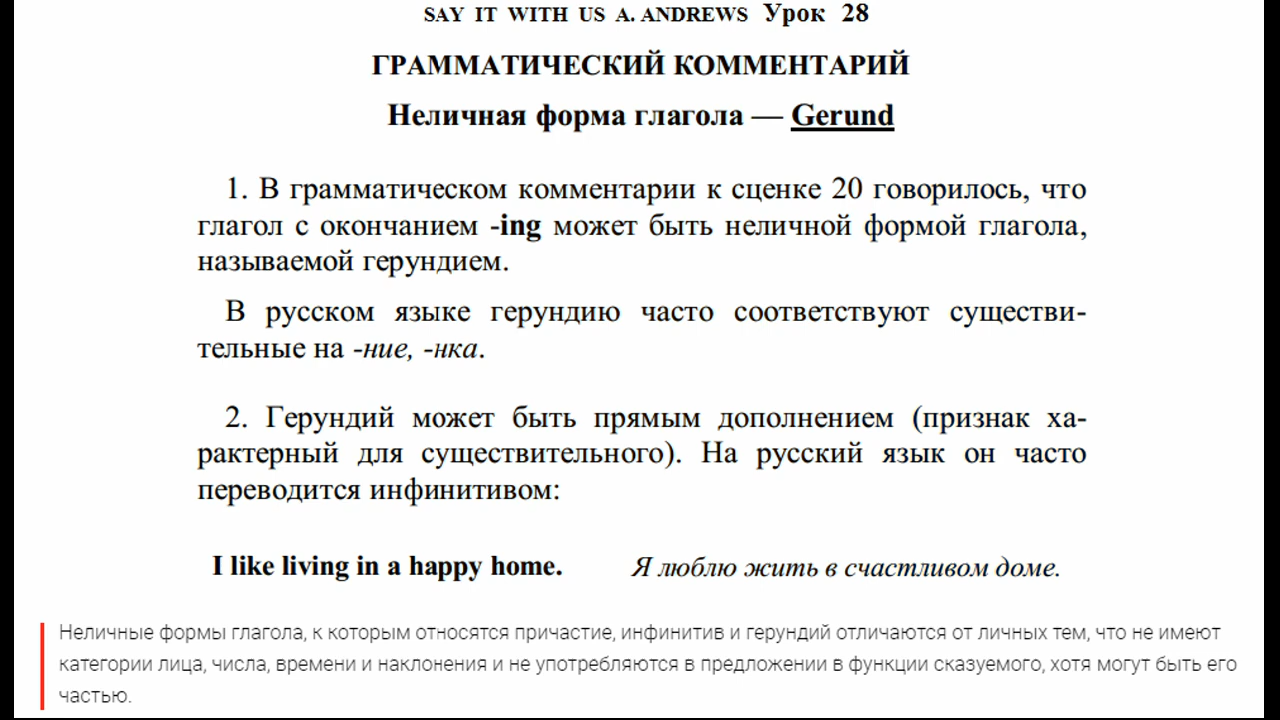 SAY IT WITH US A. ANDREWS Урок 28
ГРАММАТИЧЕСКИЙ КОММЕНТАРИЙ
Неличная форма глагола — Gerund
1. В грамматическом комментарии к сценке 20 говорилось, что
глагол с окончанием -ing может быть неличной формой глагола,
называемой герундием.
В русском языке герундию часто соответствуют существи-
тельные на -ние, -нка.
2. Герундий может быть прямым дополнением (признак ха-
рактерный для существительного). На русский язык он часто
переводится инфинитивом:
I like living in a happy home. Я люблю жить в счастливом доме.
Неличные формы глагола, к которым относятся причастие, инфинитив и герундий отличаются от личных тем, что не имеют
категории лица, числа, времени и наклонения и не употребляются в предложении в функции сказуемого, хотя могут быть его
частью.